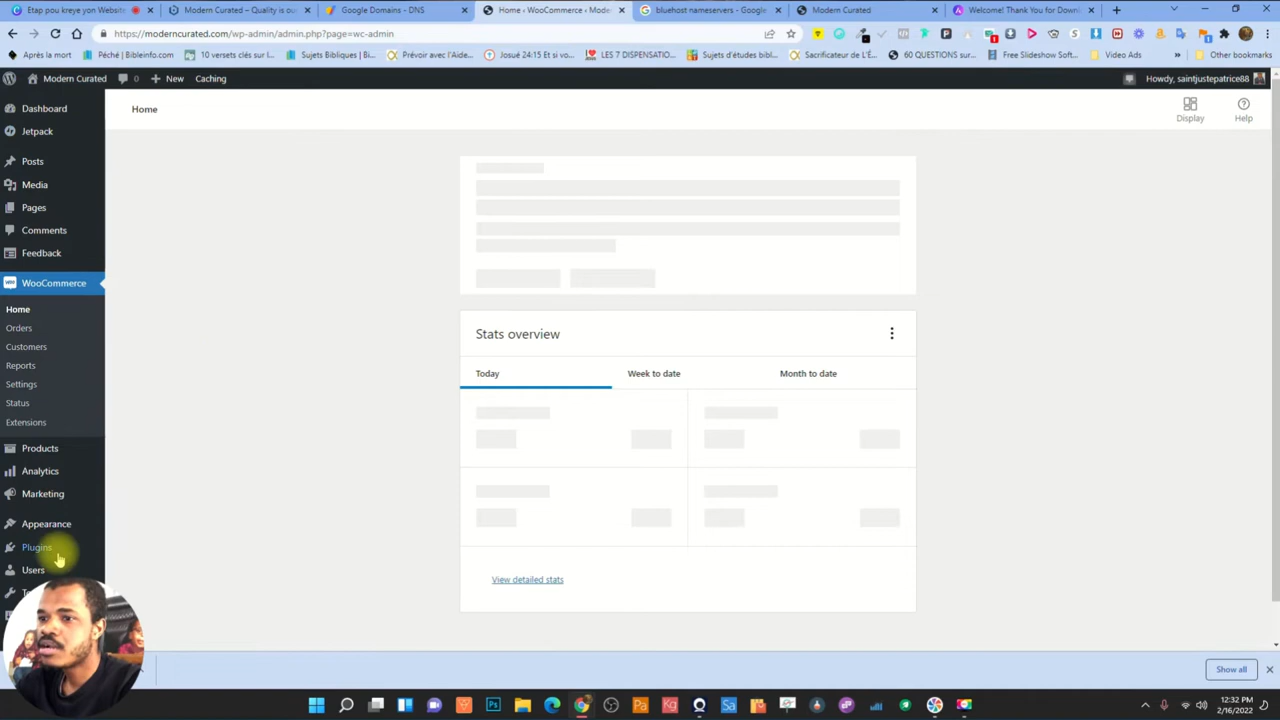 Etap pou kreye yon Website
Modern Curated – Quality is ou
Google Domains - DNS
Home ‹ WooCommerce ‹ Mode
bluehost nameservers - Google
Modern Curated
Welcome! Thank You for Downl
https://moderncurated.com/wp-admin/admin.php?page=wc-admin
Après la mort
Péché | Bibleinfo.com
10 versets clés sur l...
Sujets Bibliques |...
Prévoir avec l'Aide...
Josué 24:15 Et si vo...
LES 7 DISPENSATIO...
Sujets d'études bibl...
Sacrificateur de L'É...
60 QUESTIONS sur...
Free Slideshow Soft...
Video Ads
»
Other bookmarks
Modern Curated
0
New
Caching
Howdy, saintjustepatrice88
Dashboard
Jetpack
Posts
Media
Pages
Comments
Feedback
WooCommerce
Home
Orders
Customers
Reports
Settings
Status
Extensions
Products
Analytics
Marketing
Appearance
Plugins
Users
Home
Display
Help
Stats overview
Today
Week to date
Month to date
View detailed stats
Show all
12:32 PM
2/16/2022